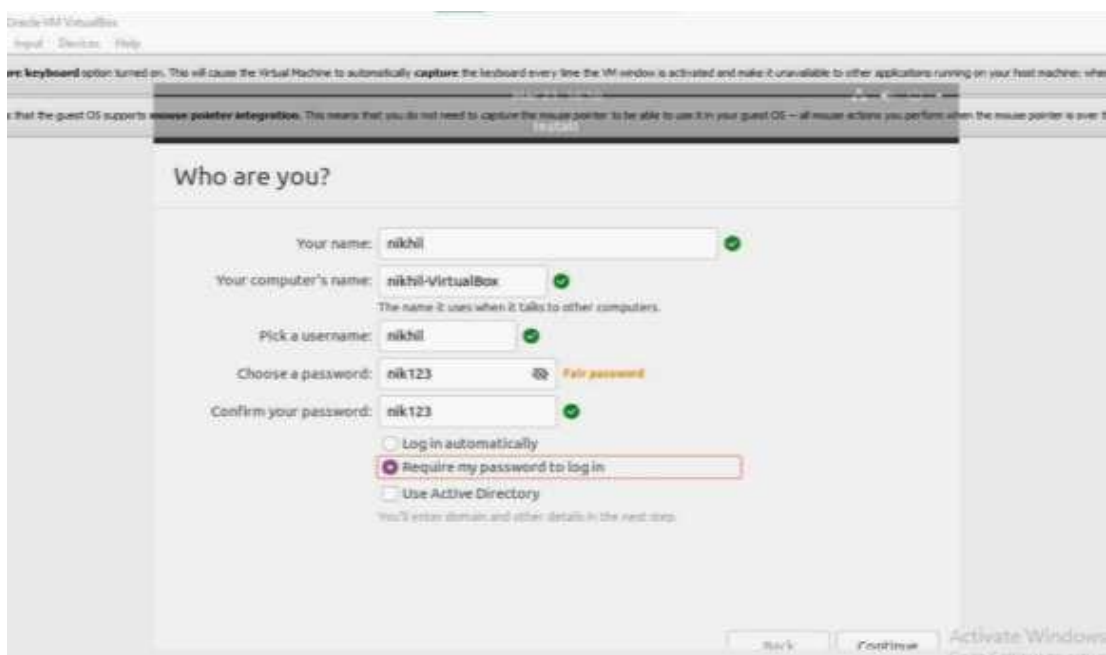 Oracle VM VirtualBox
Input Devices Help
re keyboard option turned on. This will cause the Virtual Machine to automatically capture the keyboard every time the VM window is activated and make it unavailable to other applications running on your host machine: when
s that the guest OS supports mouse pointer integration. This means that you do not need to capture the mouse pointer to be able to use it in your guest OS — all mouse actions you perform when the mouse pointer is over t
Install
Who are you?
Your name: nikhil
Your computer's name: nikhil-VirtualBox
The name it uses when it talks to other computers.
Pick a username: nikhil
Choose a password: nik123 Fair password
Confirm your password: nik123
Log in automatically
Require my password to log in
Use Active Directory
You'll enter domain and other details in the next step.
Back Continue
Activate Windows